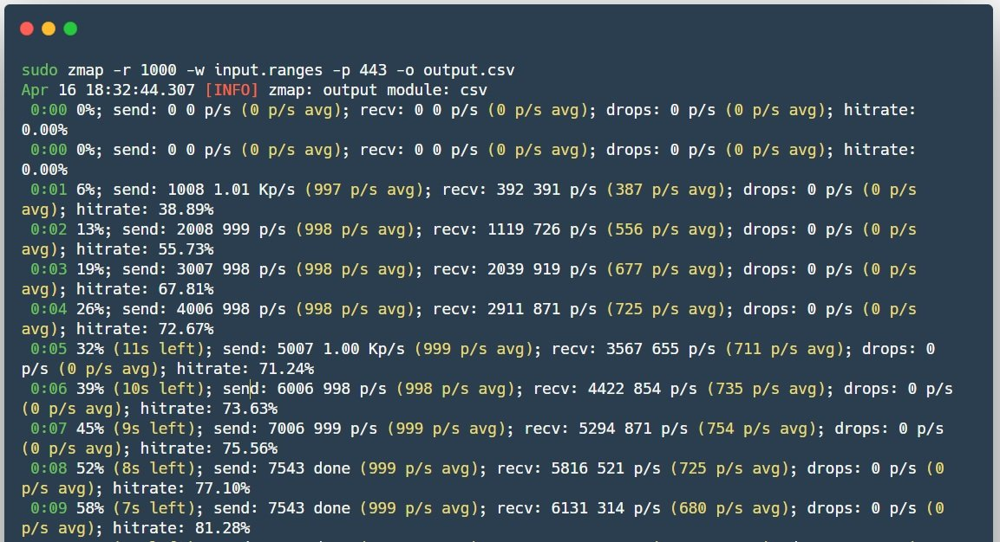 sudo zmap -r 1000 -w input.ranges -p 443 -o output.csv
Apr 16 18:32:44.307 [INFO] zmap: output module: csv
0:00 0%; send: 0 0 p/s (0 p/s avg); recv: 0 0 p/s (0 p/s avg); drops: 0 p/s (0 p/s avg); hitrate:
0.00%
0:00 0%; send: 0 0 p/s (0 p/s avg); recv: 0 0 p/s (0 p/s avg); drops: 0 p/s (0 p/s avg); hitrate:
0.00%
0:01 6%; send: 1008 1.01 Kp/s (997 p/s avg); recv: 392 391 p/s (387 p/s avg); drops: 0 p/s (0 p/s
avg); hitrate: 38.89%
0:02 13%; send: 2008 999 p/s (998 p/s avg); recv: 1119 726 p/s (556 p/s avg); drops: 0 p/s (0 p/s
avg); hitrate: 55.73%
0:03 19%; send: 3007 998 p/s (998 p/s avg); recv: 2039 919 p/s (677 p/s avg); drops: 0 p/s (0 p/s
avg); hitrate: 67.81%
0:04 26%; send: 4006 998 p/s (998 p/s avg); recv: 2911 871 p/s (725 p/s avg); drops: 0 p/s (0 p/s
avg); hitrate: 72.67%
0:05 32% (11s left); send: 5007 1.00 Kp/s (999 p/s avg); recv: 3567 655 p/s (711 p/s avg); drops: 0
p/s (0 p/s avg); hitrate: 71.24%
0:06 39% (10s left); send: 6006 998 p/s (998 p/s avg); recv: 4422 854 p/s (735 p/s avg); drops: 0 p/s
(0 p/s avg); hitrate: 73.63%
0:07 45% (9s left); send: 7006 999 p/s (999 p/s avg); recv: 5294 871 p/s (754 p/s avg); drops: 0 p/s
(0 p/s avg); hitrate: 75.56%
0:08 52% (8s left); send: 7543 done (999 p/s avg); recv: 5816 521 p/s (725 p/s avg); drops: 0 p/s (0
p/s avg); hitrate: 77.10%
0:09 58% (7s left); send: 7543 done (999 p/s avg); recv: 6131 314 p/s (680 p/s avg); drops: 0 p/s (0
p/s avg); hitrate: 81.28%